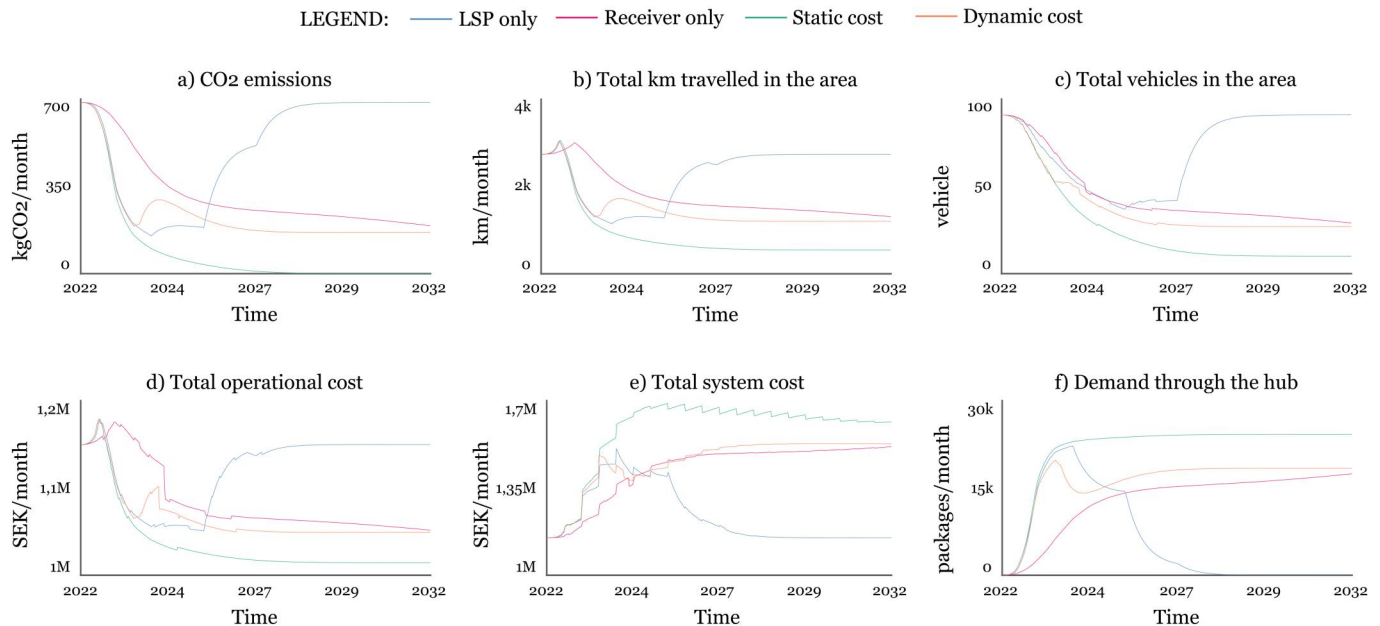 LEGEND: LSP only Receiver only Static cost Dynamic cost
a) CO2 emissions
700
350
0
kgCO2/month
2022 2024 2027 2029 2032
Time
b) Total km travelled in the area
4k
2k
0
km/month
2022 2024 2027 2029 2032
Time
c) Total vehicles in the area
100
50
0
vehicle
2022 2024 2027 2029 2032
Time
d) Total operational cost
1,2M
1,1M
1M
SEK/month
2022 2024 2027 2029 2032
Time
e) Total system cost
1,7M
1,35M
1M
SEK/month
2022 2024 2027 2029 2032
Time
f) Demand through the hub
30k
15k
0
packages/month
2022 2024 2027 2029 2032
Time